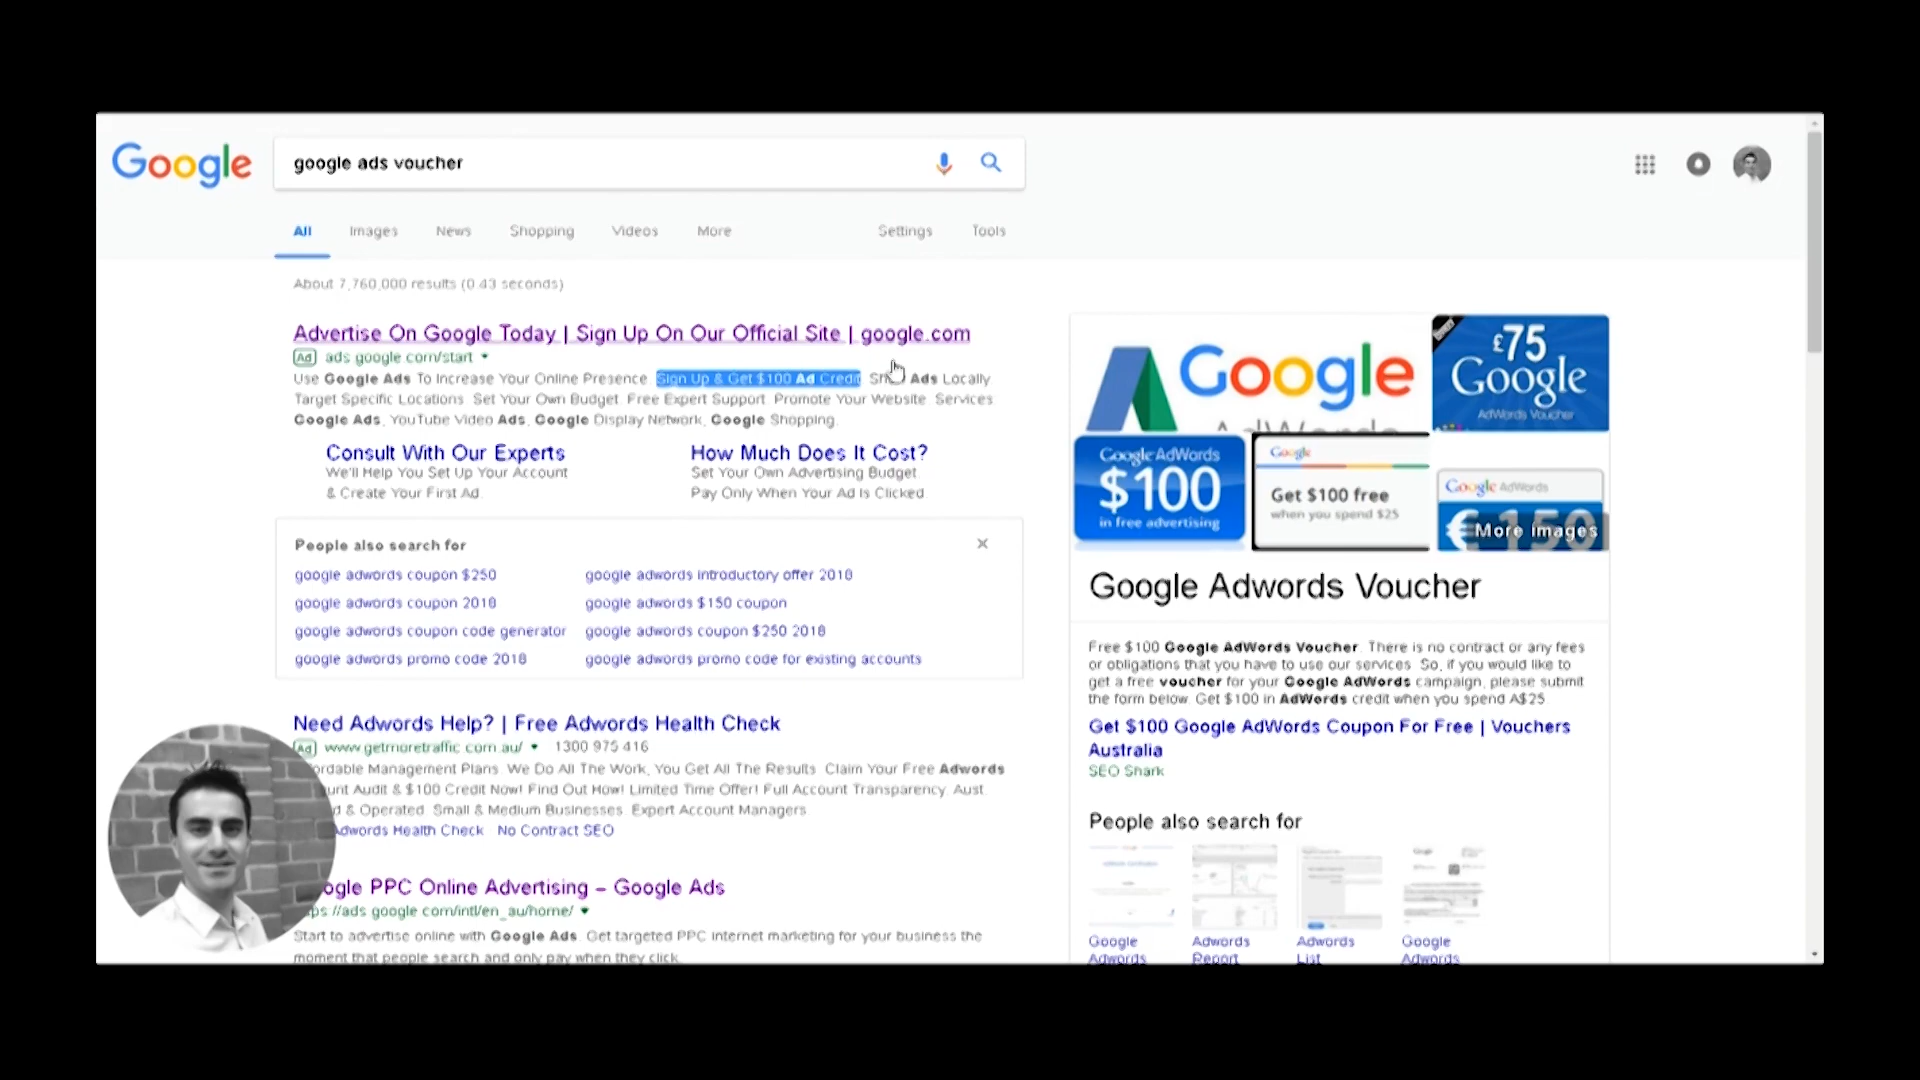 Google
google ads voucher
All Images News Shopping Videos More Settings Tools
About 7,760,000 results (0.43 seconds)
Advertise On Google Today | Sign Up On Our Official Site | google.com
Ad ads.google.com/start
Use Google Ads To Increase Your Online Presence. Sign Up & Get $100 Ad Credit. Ads Locally
Target Specific Locations. Set Your Own Budget. Free Expert Support. Promote Your Website. Services
Google Ads, YouTube Video Ads, Google Display Network, Google Shopping.
Consult With Our Experts
We'll Help You Set Up Your Account
& Create Your First Ad.
How Much Does It Cost?
Set Your Own Advertising Budget.
Pay Only When Your Ad Is Clicked
People also search for
google adwords coupon $250
google adwords introductory offer 2018
google adwords coupon 2018
google adwords $150 coupon
google adwords coupon code generator
google adwords coupon $250 2018
google adwords promo code 2018
google adwords promo code for existing accounts
Need Adwords Help? | Free Adwords Health Check
Ad www.getmoretraffic.com.au/ 1300 975 416
ordable Management Plans. We Do All The Work, You Get All The Results. Claim Your Free Adwords
unt Audit & $100 Credit Now! Find Out How! Limited Time Offer! Full Account Transparency. Aust.
d & Operated. Small & Medium Businesses. Expert Account Managers
dwords Health Check No Contract SEO
ogle PPC Online Advertising – Google Ads
ps://ads.google.com/intl/en_au/home/
Start to advertise online with Google Ads. Get targeted PPC internet marketing for your business the
moment that people search and only pay when they click.
Google
AdWords
£75
Google
AdWords Voucher
Google AdWords
$100
in free advertising
Google
Get $100 free
when you spend $25
Google AdWords
€150
More images
Google Adwords Voucher
Free $100 Google AdWords Voucher. There is no contract or any fees
or obligations that you have to use our services. So, if you would like to
get a free voucher for your Google AdWords campaign, please submit
the form below. Get $100 in AdWords credit when you spend A$25
Get $100 Google AdWords Coupon For Free | Vouchers
Australia
SEO Shark
People also search for
Google
Adwords
Adwords
Report
Adwords
List
Google
Adwords